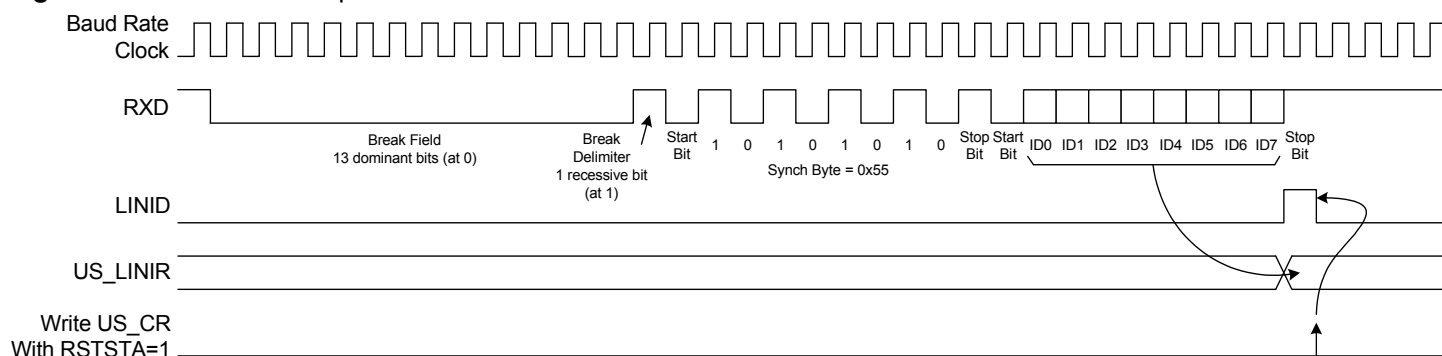 Baud Rate
Clock
RXD
Break Field
13 dominant bits (at 0)
Break
Delimiter
1 recessive bit
(at 1)
Start
Bit
1 0 1 0 1 0 1 0
Stop
Bit
Start
Bit
ID0 ID1 ID2 ID3 ID4 ID5 ID6 ID7
Stop
Bit
Synch Byte = 0x55
LINID
US_LINIR
Write US_CR
With RSTSTA=1